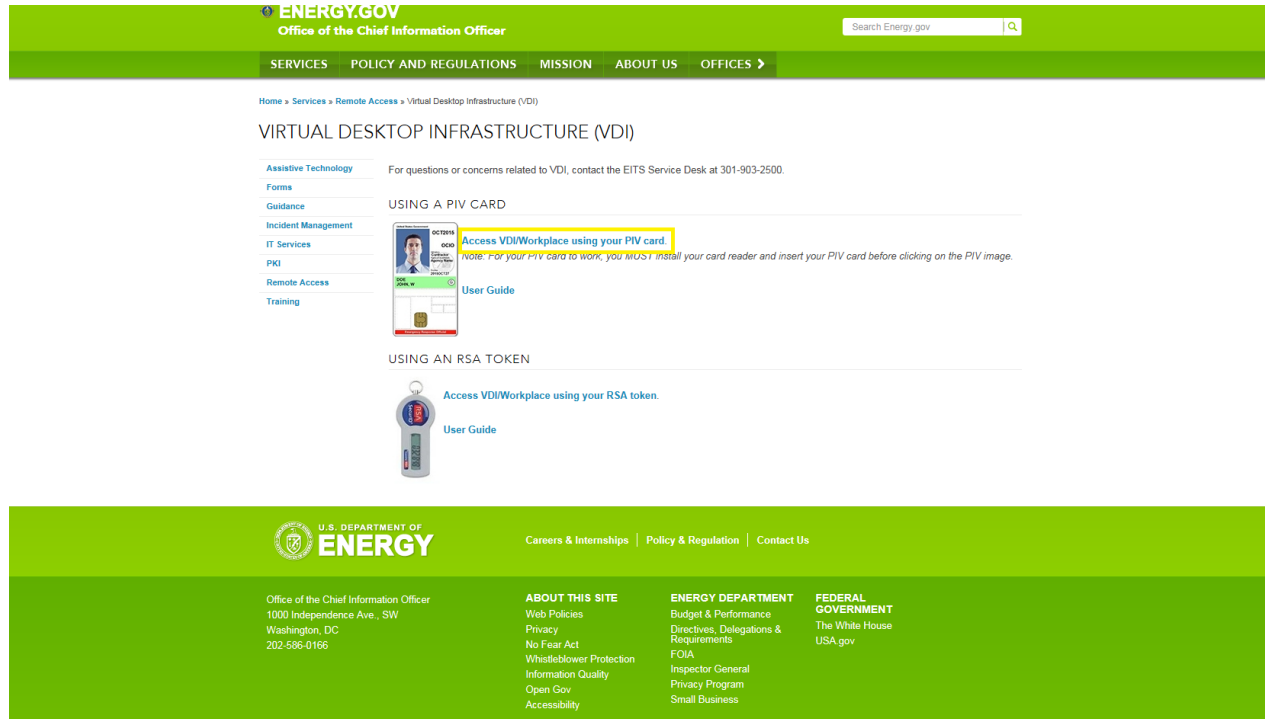 ENERGY.GOV
Office of the Chief Information Officer
Search Energy.gov
SERVICES POLICY AND REGULATIONS MISSION ABOUT US OFFICES
Home » Services » Remote Access » Virtual Desktop Infrastructure (VDI)
VIRTUAL DESKTOP INFRASTRUCTURE (VDI)
Assistive Technology
Forms
Guidance
Incident Management
IT Services
PKI
Remote Access
Training
For questions or concerns related to VDI, contact the EITS Service Desk at 301-903-2500.
USING A PIV CARD
OCT2015
OCIO
Contractor
DOE
JOHN, W
Access VDI/Workplace using your PIV card.
Note: For your PIV card to work, you MUST install your card reader and insert your PIV card before clicking on the PIV image.
User Guide
USING AN RSA TOKEN
RSA
Access VDI/Workplace using your RSA token.
User Guide
U.S. DEPARTMENT OF
ENERGY
Careers & Internships Policy & Regulation Contact Us
Office of the Chief Information Officer
1000 Independence Ave., SW
Washington, DC
202-586-0166
ABOUT THIS SITE
Web Policies
Privacy
No Fear Act
Whistleblower Protection
Information Quality
Open Gov
Accessibility
ENERGY DEPARTMENT
Budget & Performance
Directives, Delegations &
Requirements
FOIA
Inspector General
Privacy Program
Small Business
FEDERAL
GOVERNMENT
The White House
USA.gov